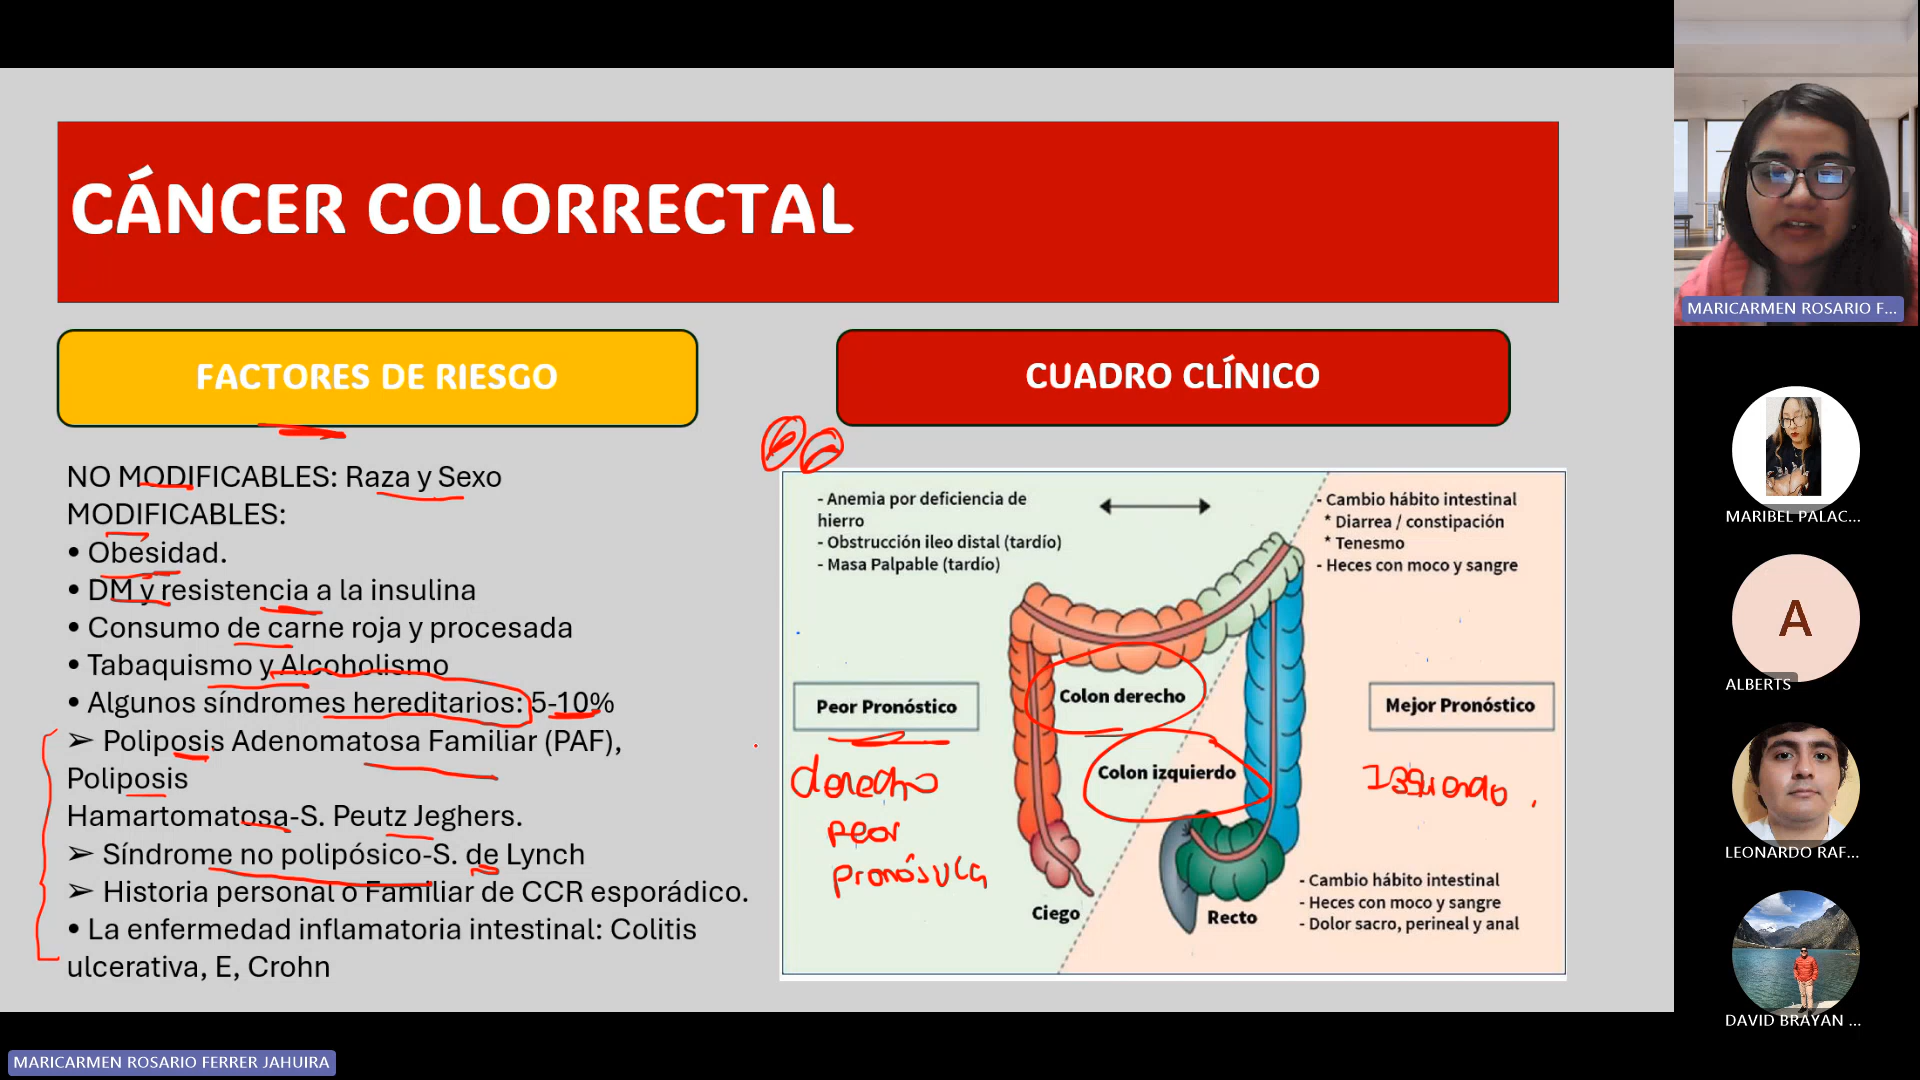 CÁNCER COLORRECTAL
FACTORES DE RIESGO
NO MODIFICABLES: Raza y Sexo
MODIFICABLES:
• Obesidad.
• DM y resistencia a la insulina
• Consumo de carne roja y procesada
• Tabaquismo y Alcoholismo
• Algunos síndromes hereditarios: 5-10%
➢ Poliposis Adenomatosa Familiar (PAF),
Poliposis
Hamartomatosa-S. Peutz Jeghers.
➢ Síndrome no polipósico-S. de Lynch
➢ Historia personal o Familiar de CCR esporádico.
• La enfermedad inflamatoria intestinal: Colitis
ulcerativa, E, Crohn
CUADRO CLÍNICO
- Anemia por deficiencia de
hierro
- Obstrucción ileo distal (tardío)
- Masa Palpable (tardío)
- Cambio hábito intestinal
* Diarrea / constipación
* Tenesmo
- Heces con moco y sangre
Peor Pronóstico
Colon derecho
Mejor Pronóstico
Colon izquierdo
derecho
peor
Ciego
Recto
- Cambio hábito intestinal
- Heces con moco y sangre
- Dolor sacro, perineal y anal
MARICARMEN ROSARIO F...
MARIBEL PALAC...
A
ALBERTS
LEONARDO RAF...
DAVID BRAYAN ...
MARICARMEN ROSARIO FERRER JAHUIRA